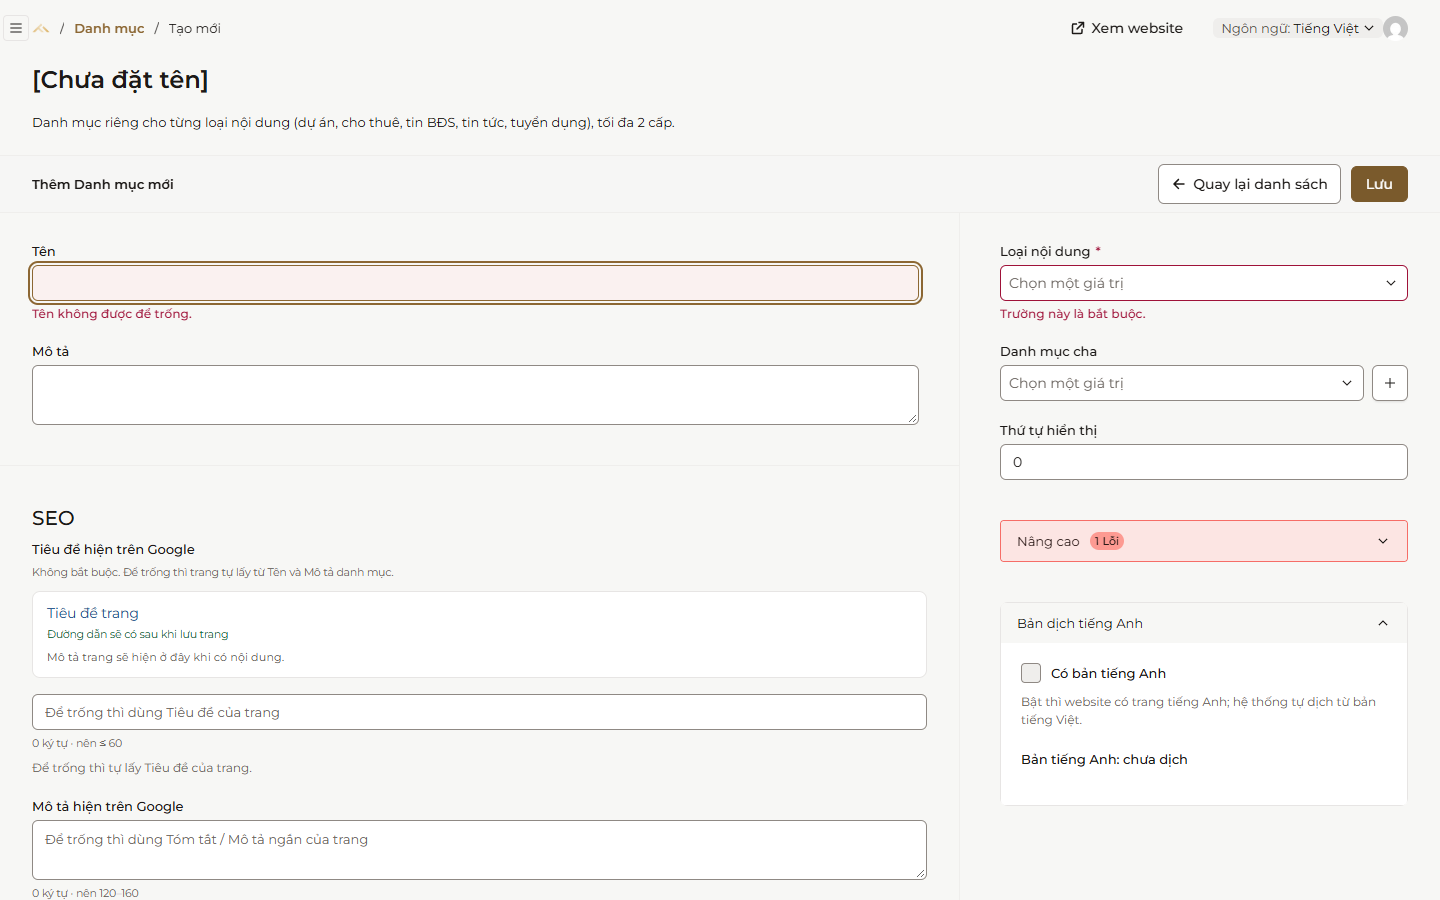 / Danh mục / Tạo mới
Xem website
Ngôn ngữ: Tiếng Việt
[Chưa đặt tên]
Danh mục riêng cho từng loại nội dung (dự án, cho thuê, tin BĐS, tin tức, tuyển dụng), tối đa 2 cấp.
Thêm Danh mục mới
Quay lại danh sách
Lưu
Tên
Tên không được để trống.
Mô tả
SEO
Tiêu đề hiện trên Google
Không bắt buộc. Để trống thì trang tự lấy từ Tên và Mô tả danh mục.
Tiêu đề trang
Đường dẫn sẽ có sau khi lưu trang
Mô tả trang sẽ hiện ở đây khi có nội dung.
Để trống thì dùng Tiêu đề của trang
0 ký tự · nên ≤ 60
Để trống thì tự lấy Tiêu đề của trang.
Mô tả hiện trên Google
Để trống thì dùng Tóm tắt / Mô tả ngắn của trang
0 ký tự · nên 120–160
Loại nội dung *
Chọn một giá trị
Trường này là bắt buộc.
Danh mục cha
Chọn một giá trị
Thứ tự hiển thị
0
Nâng cao 1 Lỗi
Bản dịch tiếng Anh
Có bản tiếng Anh
Bật thì website có trang tiếng Anh; hệ thống tự dịch từ bản
tiếng Việt.
Bản tiếng Anh: chưa dịch